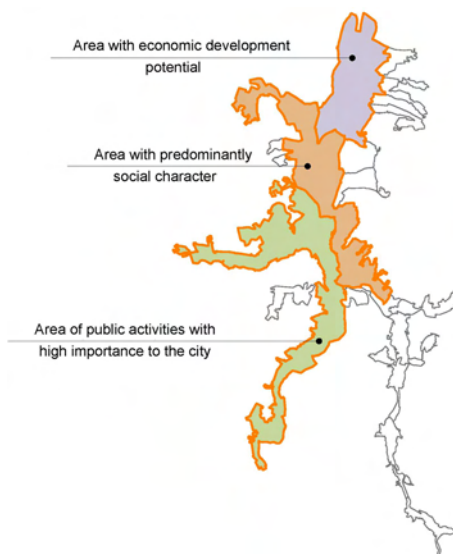 Area with economic development
potential
Area with predominantly
social character
Area of public activities with
high importance to the city